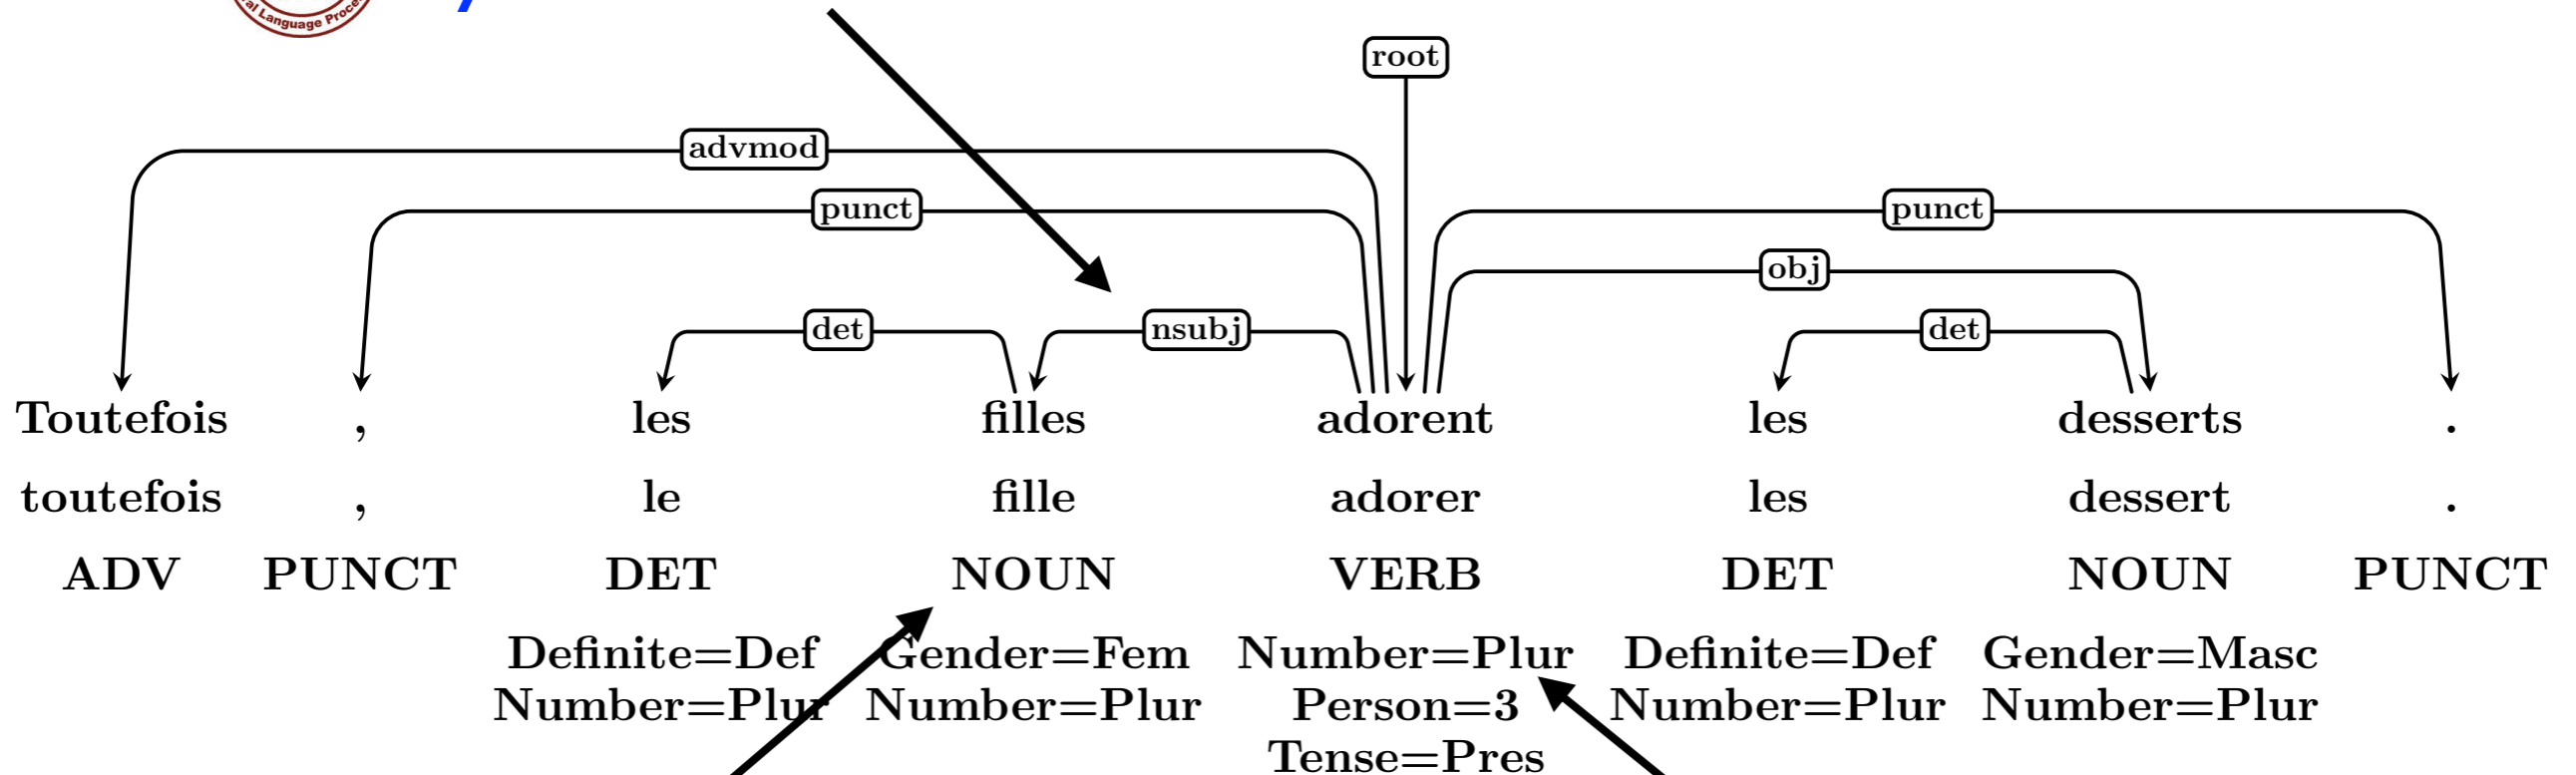 Language
root
advmod
punct punct
obj
det nsubj det
Toutefois , les filles adorent les desserts .
toutefois , le fille adorer les dessert .
ADV PUNCT DET NOUN VERB DET NOUN PUNCT
Definite=Def Gender=Fem Number=Plur Definite=Def Gender=Masc
Number=Plur Number=Plur Person=3 Number=Plur Number=Plur
Tense=Pres